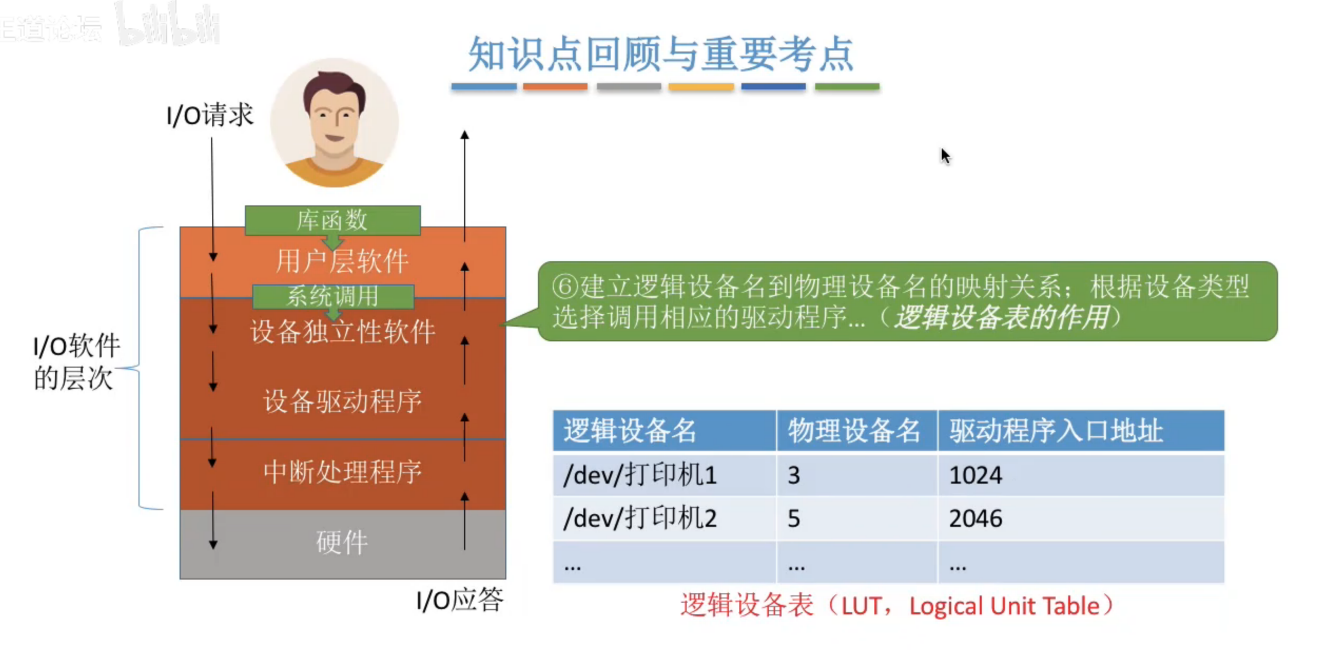 bilibili
知识点回顾与重要考点
I/O请求
库函数
用户层软件
系统调用
设备独立性软件
设备驱动程序
中断处理程序
硬件
I/O软件
的层次
I/O应答
⑥建立逻辑设备名到物理设备名的映射关系；根据设备类型
选择调用相应的驱动程序…（逻辑设备表的作用）
逻辑设备名 物理设备名 驱动程序入口地址
/dev/打印机1 3 1024
/dev/打印机2 5 2046
… … …
逻辑设备表（LUT，Logical Unit Table）